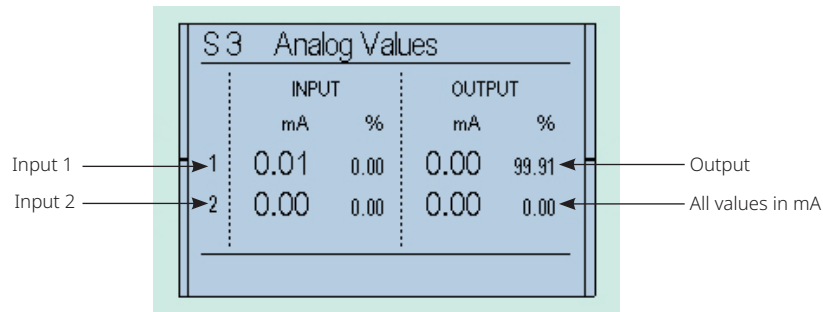 S 3 Analog Values
INPUT OUTPUT
mA % mA %
Input 1 1 0.01 0.00 0.00 99.91 Output
Input 2 2 0.00 0.00 0.00 0.00 All values in mA